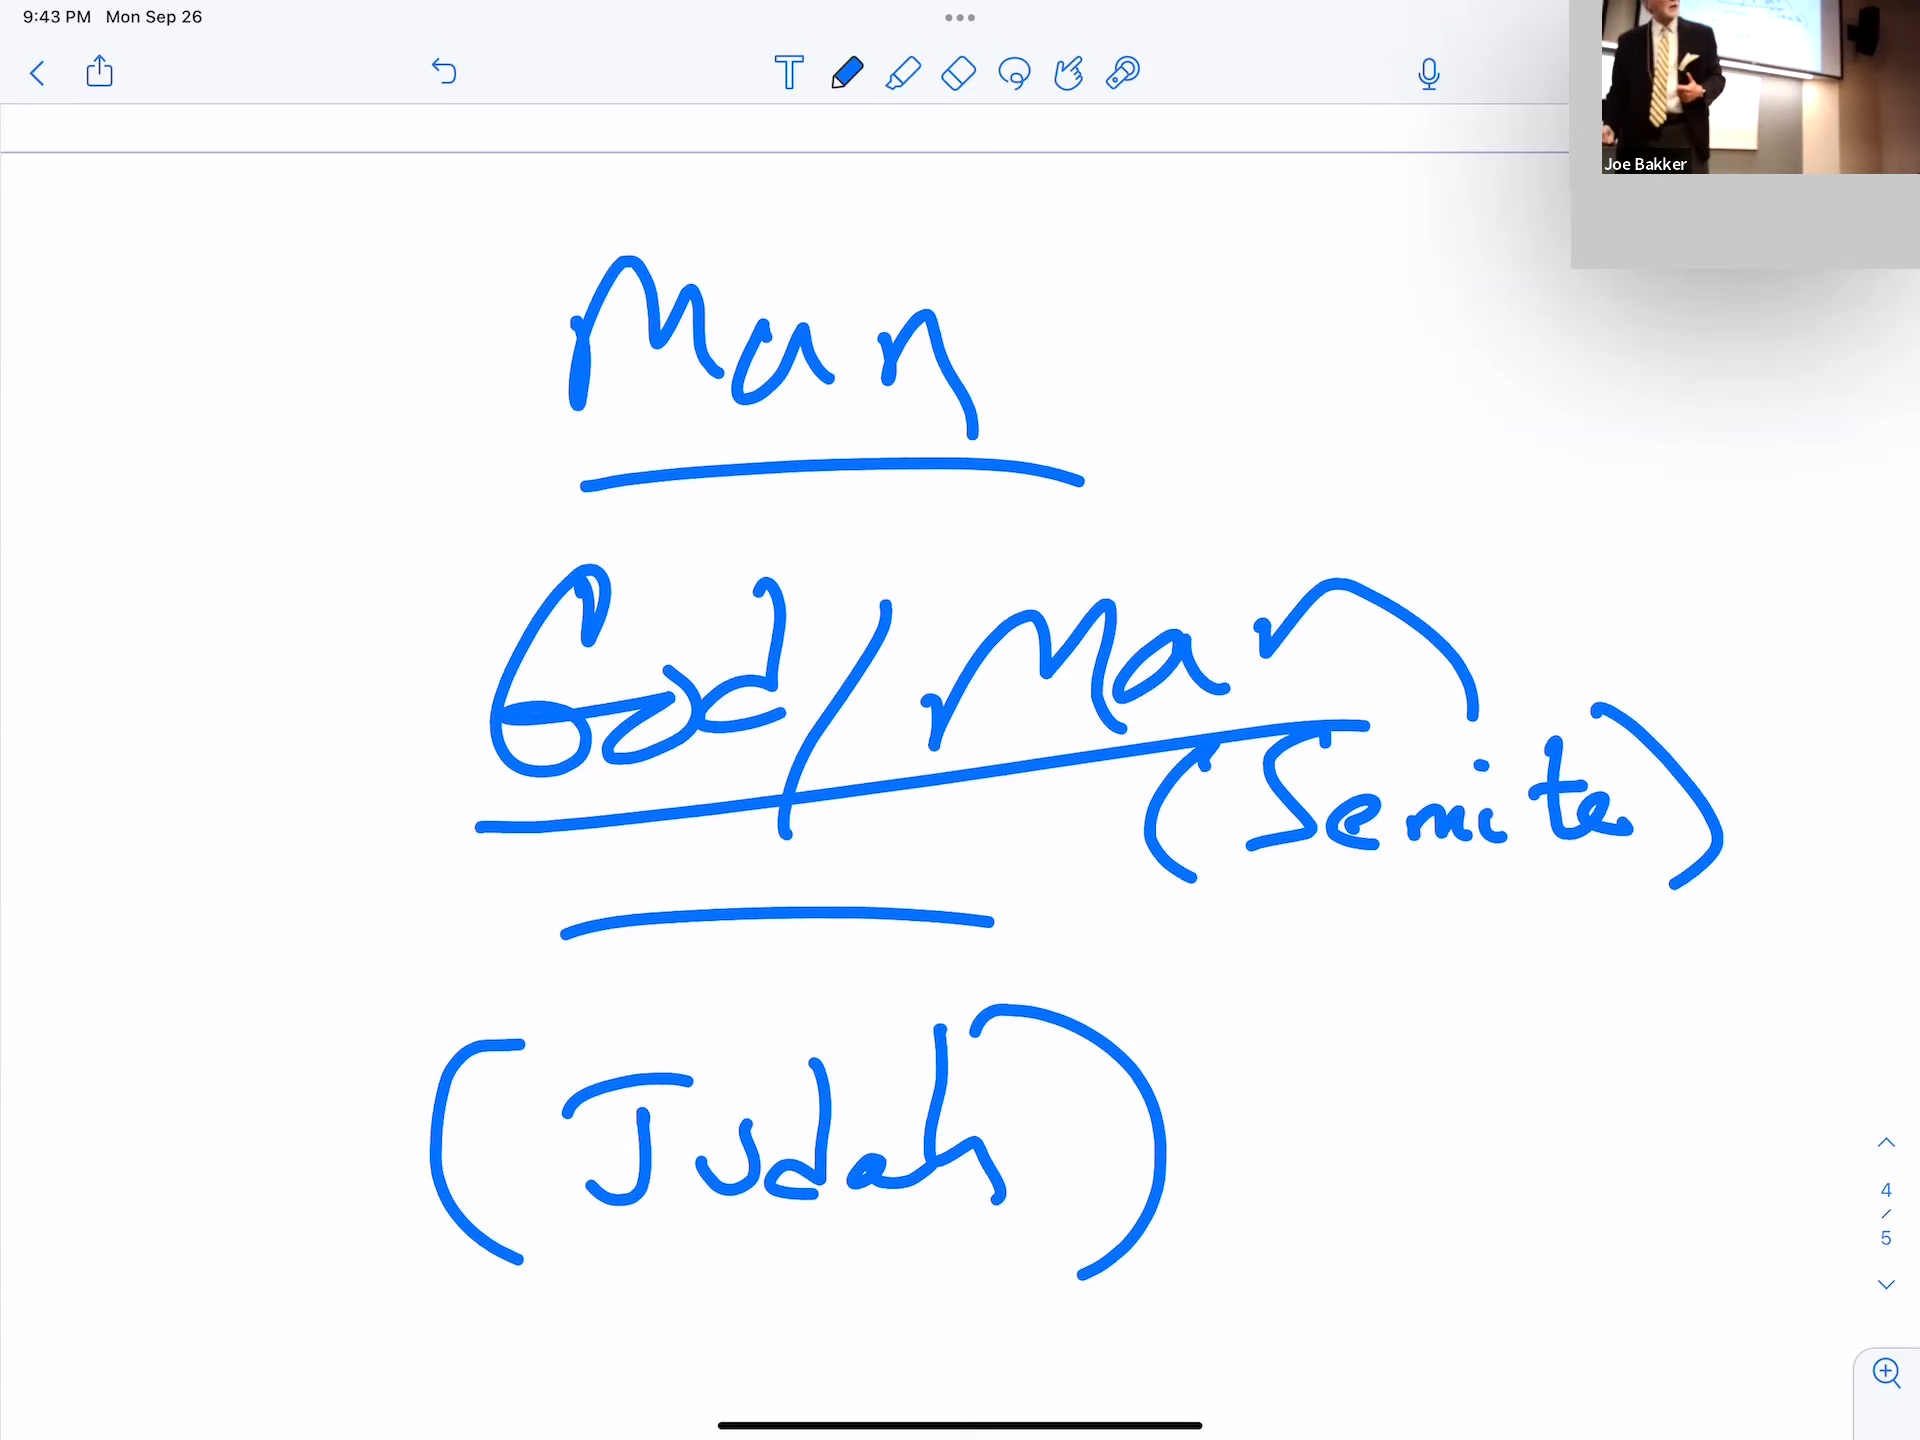 9:43 PM Mon Sep 26
Joe Bakker
Man
God/Man
(Semite)
(Judah)
4
/
5